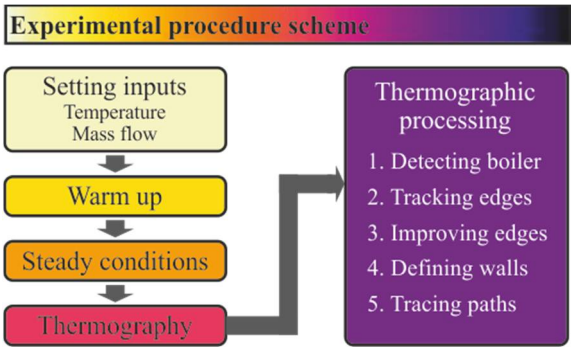 Experimental procedure scheme
Setting inputs
Temperature
Mass flow
Warm up
Steady conditions
Thermography
Thermographic
processing
1. Detecting boiler
2. Tracking edges
3. Improving edges
4. Defining walls
5. Tracing paths